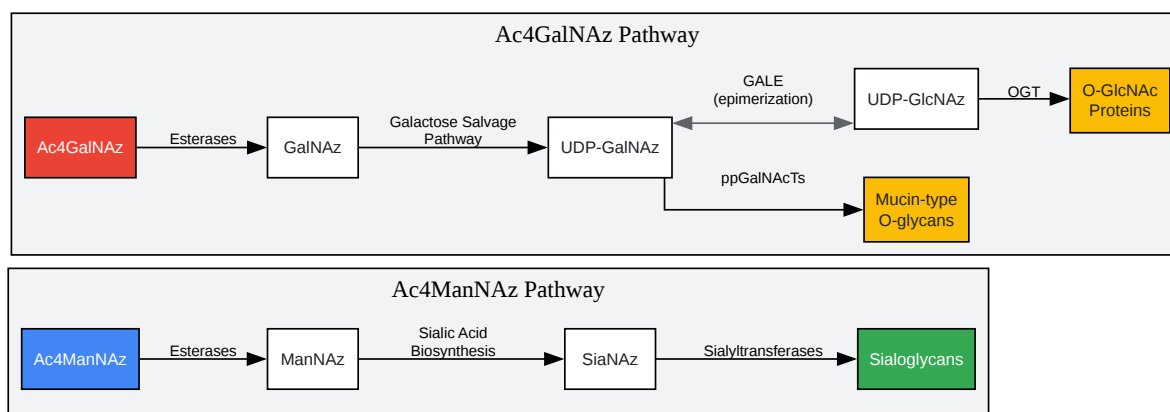 Ac4GalNAz Pathway
Ac4GalNAz
Esterases
GalNAz
Galactose Salvage
Pathway
UDP-GalNAz
GALE
(epimerization)
UDP-GlcNAz
OGT
O-GlcNAc
Proteins
ppGalNAcTs
Mucin-type
O-glycans
Ac4ManNAz Pathway
Ac4ManNAz
Esterases
ManNAz
Sialic Acid
Biosynthesis
SiaNAz
Sialyltransferases
Sialoglycans